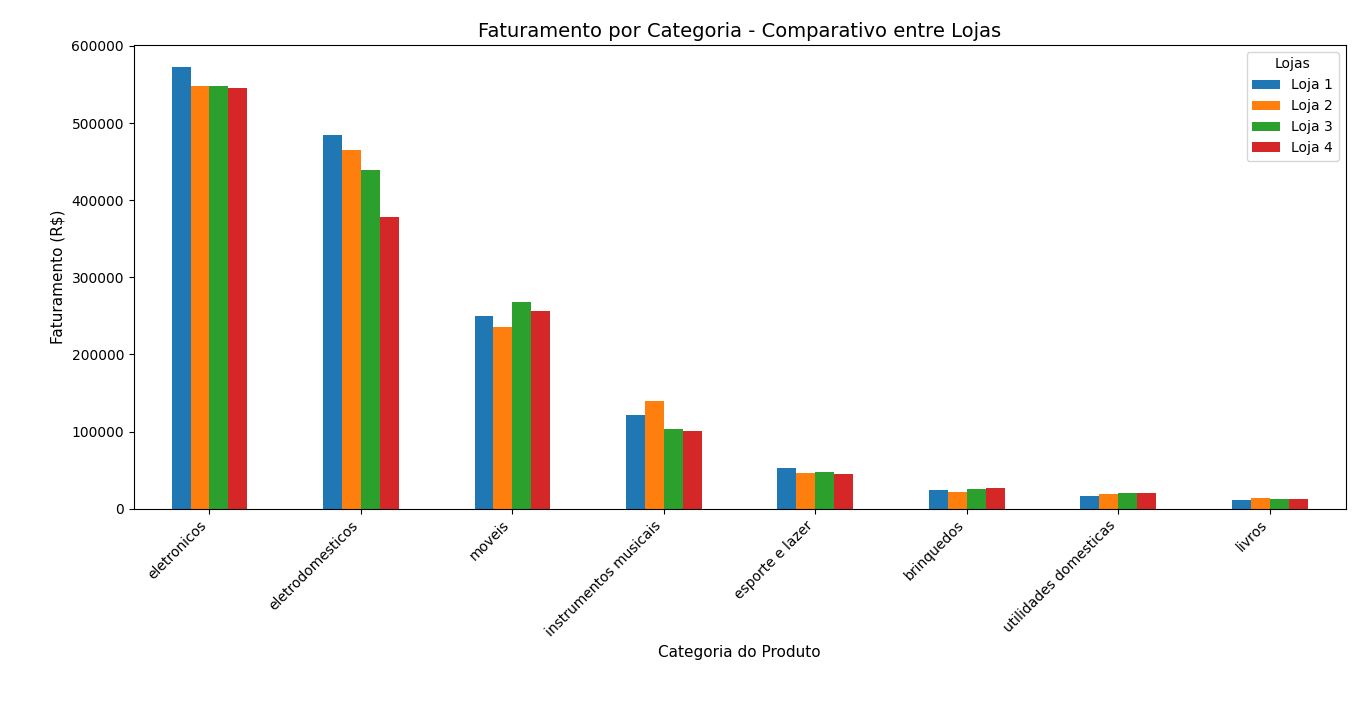 Faturamento por Categoria - Comparativo entre Lojas
Lojas
Loja 1
Loja 2
Loja 3
Loja 4
Faturamento (R$)
600000
500000
400000
300000
200000
100000
0
eletronicos
eletrodomesticos
moveis
instrumentos musicais
esporte e lazer
brinquedos
utilidades domesticas
livros
Categoria do Produto